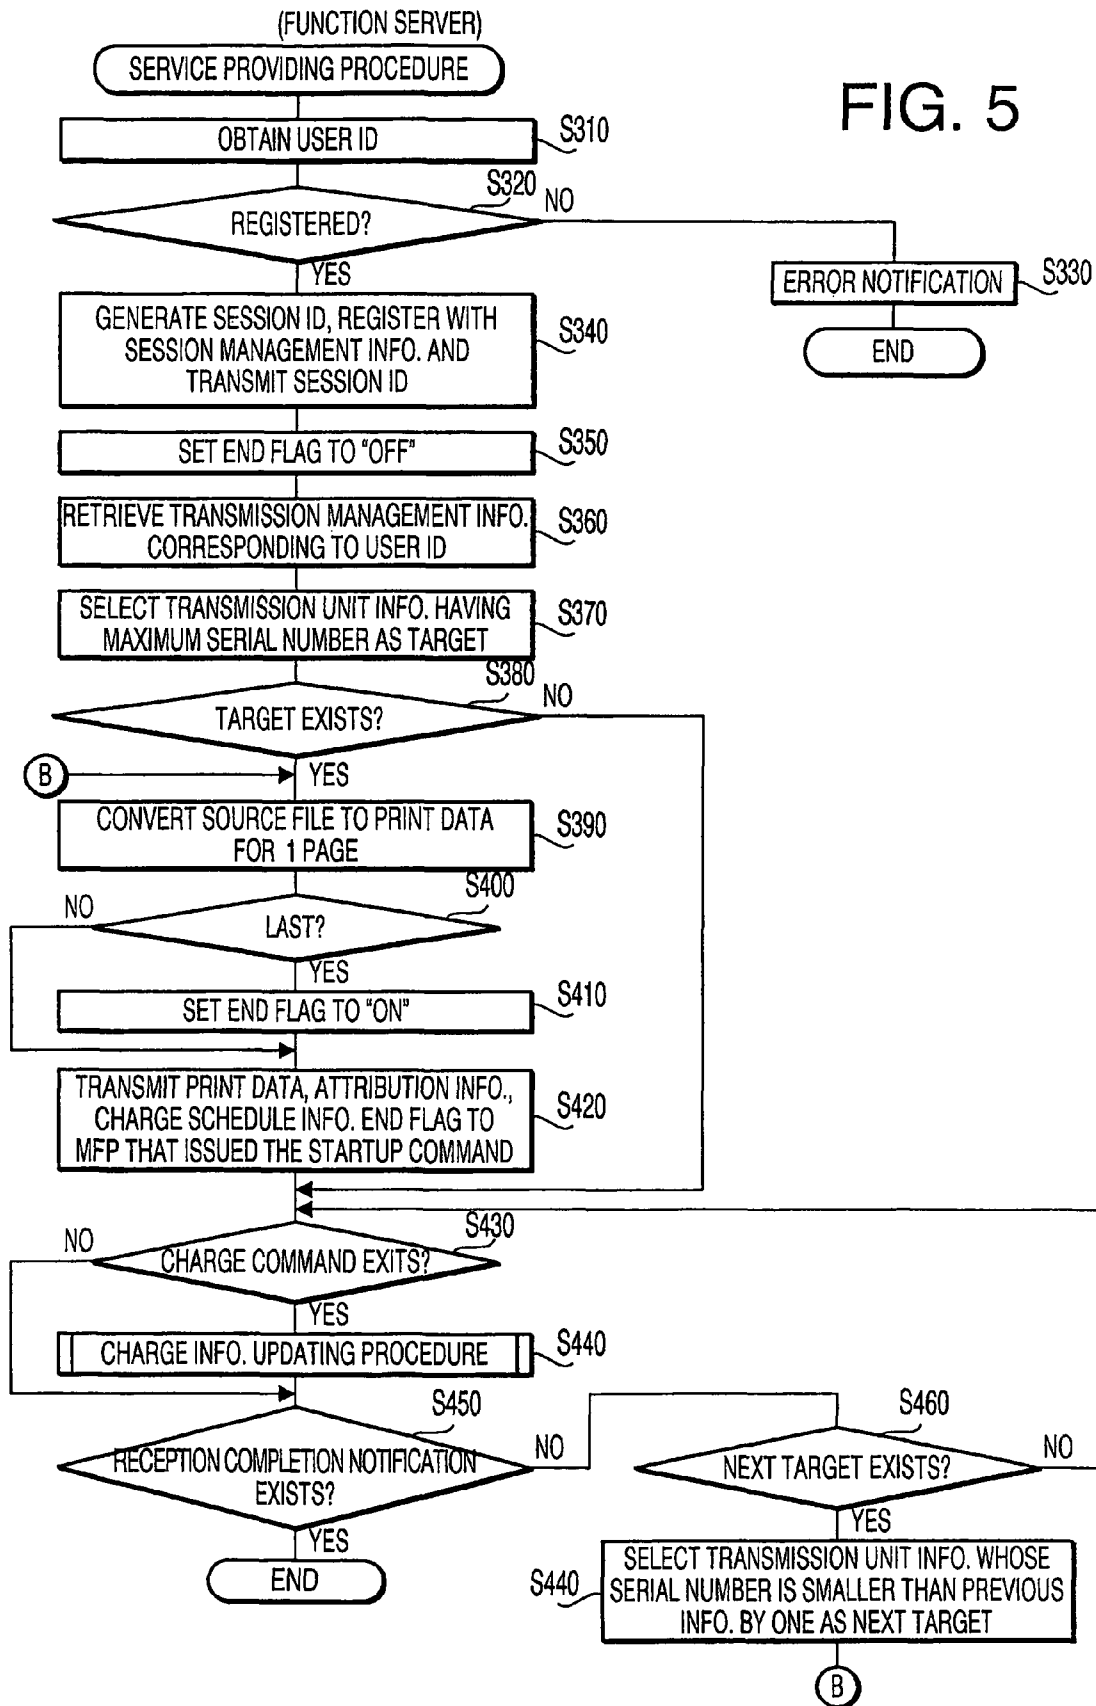 (FUNCTION SERVER)
SERVICE PROVIDING PROCEDURE
FIG. 5
OBTAIN USER ID
S310
S320
REGISTERED?
NO
YES
ERROR NOTIFICATION
S330
END
GENERATE SESSION ID, REGISTER WITH
SESSION MANAGEMENT INFO. AND
TRANSMIT SESSION ID
S340
SET END FLAG TO "OFF"
S350
RETRIEVE TRANSMISSION MANAGEMENT INFO.
CORRESPONDING TO USER ID
S360
SELECT TRANSMISSION UNIT INFO. HAVING
MAXIMUM SERIAL NUMBER AS TARGET
S370
S380
TARGET EXISTS?
NO
YES
B
CONVERT SOURCE FILE TO PRINT DATA
FOR 1 PAGE
S390
S400
NO
LAST?
YES
SET END FLAG TO "ON"
S410
TRANSMIT PRINT DATA, ATTRIBUTION INFO.,
CHARGE SCHEDULE INFO. END FLAG TO
MFP THAT ISSUED THE STARTUP COMMAND
S420
S430
NO
CHARGE COMMAND EXITS?
YES
CHARGE INFO. UPDATING PROCEDURE
S440
S450
RECEPTION COMPLETION NOTIFICATION
EXISTS?
NO
YES
END
S460
NEXT TARGET EXISTS?
NO
YES
SELECT TRANSMISSION UNIT INFO. WHOSE
SERIAL NUMBER IS SMALLER THAN PREVIOUS
INFO. BY ONE AS NEXT TARGET
S440
B